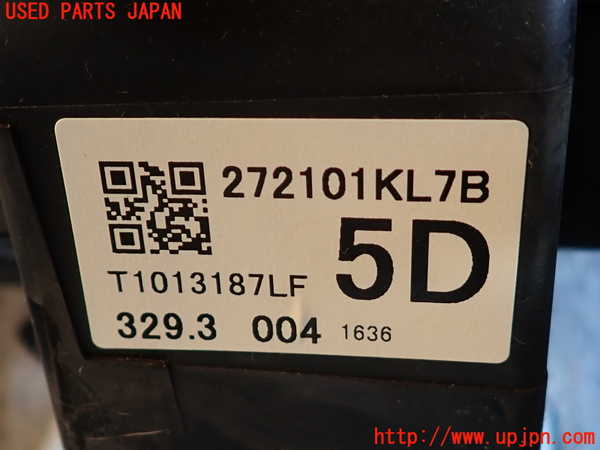 USED PARTS JAPAN
272101KL7B
5D
T1013187LF
329.3 004 1636
http://www.upjpn.com/